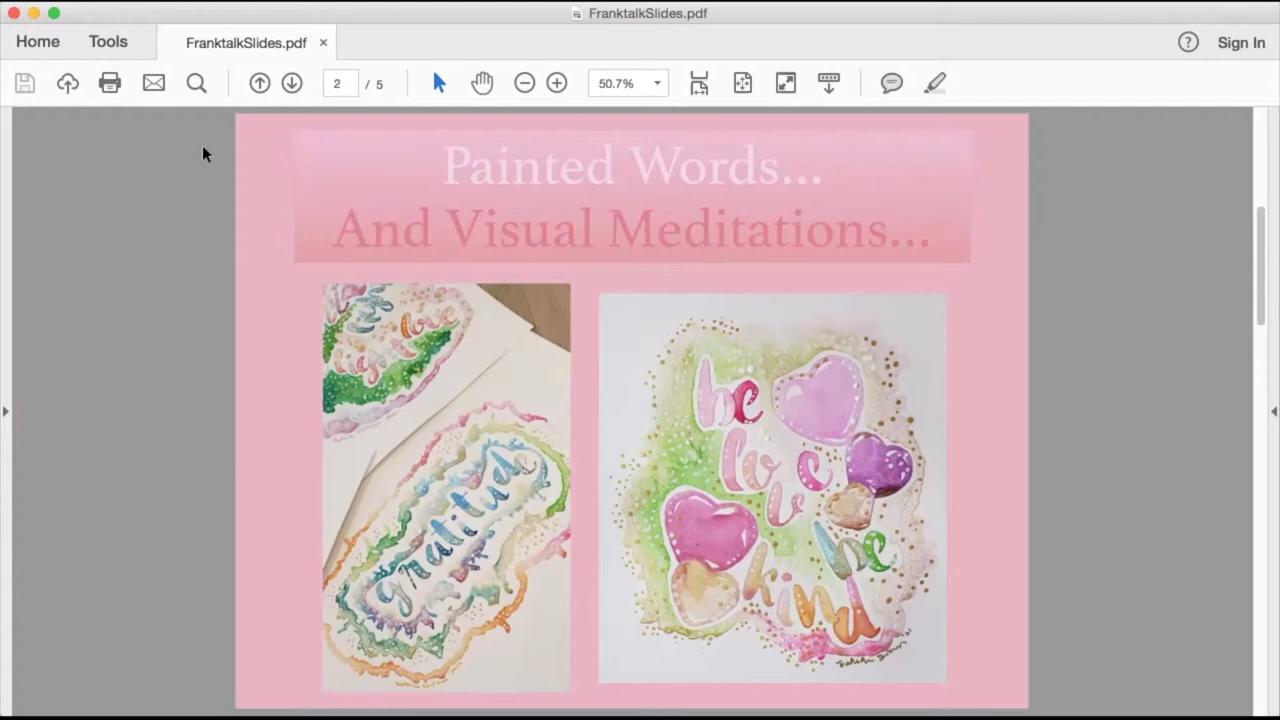 FranktalkSlides.pdf
Home
Tools
FranktalkSlides.pdf ×
? Sign In
2 / 5
50.7%
Painted Words...
And Visual Meditations...
light
love
gratitude
be
love
be
kind